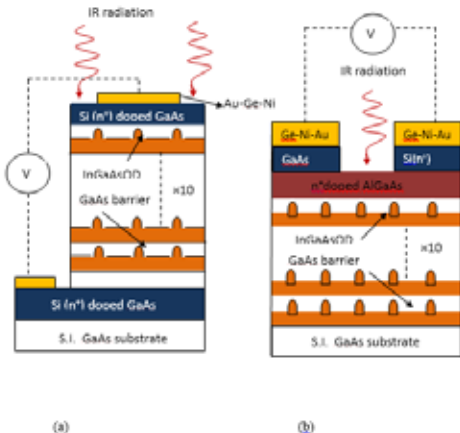 IR radiation
Au-Ge-Ni
Si (n⁺) doped GaAs
InGaAsQD
GaAs barrier
×10
V
Si (n⁺) doped GaAs
S.I. GaAs substrate
(a)
V
IR radiation
Ge-Ni-Au
Ge-Ni-Au
GaAs
Si(n⁺)
n⁺doped AlGaAs
InGaAsQD
GaAs barrier
×10
S.I. GaAs substrate
(b)